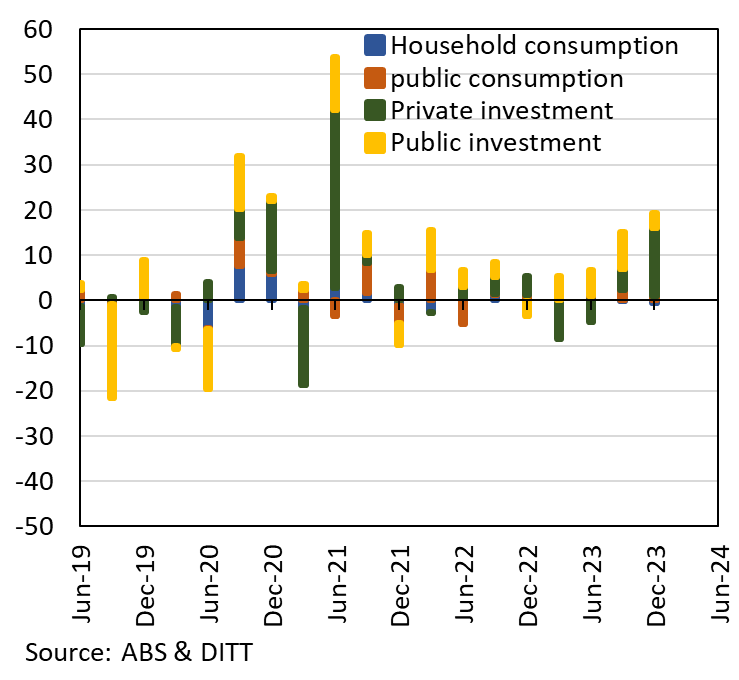 60
50
40
30
20
10
0
-10
-20
-30
-40
-50
Household consumption
public consumption
Private investment
Public investment
Jun-19
Dec-19
Jun-20
Dec-20
Jun-21
Dec-21
Jun-22
Dec-22
Jun-23
Dec-23
Jun-24
Source: ABS & DITT